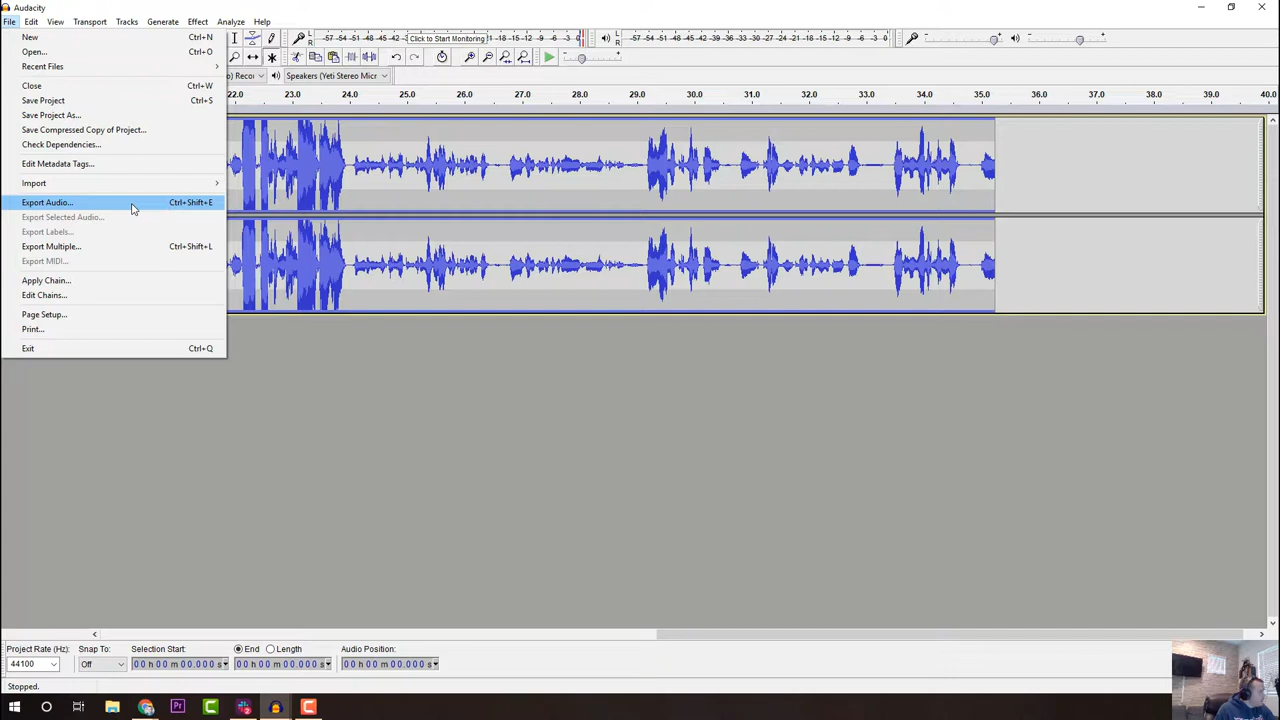 Audacity
File Edit View Transport Tracks Generate Effect Analyze Help
New Ctrl+N
Open... Ctrl+O
Recent Files
Close Ctrl+W
Save Project Ctrl+S
Save Project As...
Save Compressed Copy of Project...
Check Dependencies...
Edit Metadata Tags...
Import
Export Audio... Ctrl+Shift+E
Export Selected Audio...
Export Labels...
Export Multiple... Ctrl+Shift+L
Export MIDI...
Apply Chain...
Edit Chains...
Page Setup...
Print...
Exit Ctrl+Q
L
R
-57 -54 -51 -48 -45 -42 Click to Start Monitoring -18 -15 -12 -9 -6 -3 0
L
R
-57 -54 -51 -48 -45 -42 -39 -36 -33 -30 -27 -24 -21 -18 -15 -12 -9 -6 -3 0
) Recor Speakers (Yeti Stereo Micr
22.0 23.0 24.0 25.0 26.0 27.0 28.0 29.0 30.0 31.0 32.0 33.0 34.0 35.0 36.0 37.0 38.0 39.0 40.0
Project Rate (Hz): Snap To: Selection Start: End Length Audio Position:
44100 Off 00 h 00 m 00.000 s 00 h 00 m 00.000 s 00 h 00 m 00.000 s
Stopped.
Pr C C